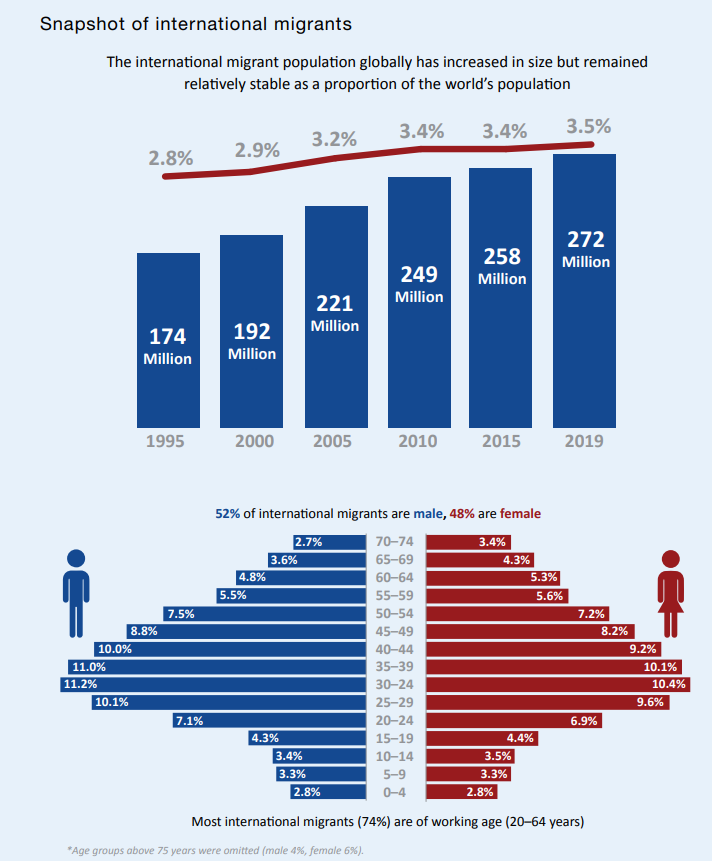 Snapshot of international migrants
The international migrant population globally has increased in size but remained
relatively stable as a proportion of the world's population
2.8% 2.9% 3.2% 3.4% 3.4% 3.5%
174 Million 192 Million 221 Million 249 Million 258 Million 272 Million
1995 2000 2005 2010 2015 2019
52% of international migrants are male, 48% are female
2.7% 70–74 3.4%
3.6% 65–69 4.3%
4.8% 60–64 5.3%
5.5% 55–59 5.6%
7.5% 50–54 7.2%
8.8% 45–49 8.2%
10.0% 40–44 9.2%
11.0% 35–39 10.1%
11.2% 30–24 10.4%
10.1% 25–29 9.6%
7.1% 20–24 6.9%
4.3% 15–19 4.4%
3.4% 10–14 3.5%
3.3% 5–9 3.3%
2.8% 0–4 2.8%
Most international migrants (74%) are of working age (20–64 years)
*Age groups above 75 years were omitted (male 4%, female 6%).